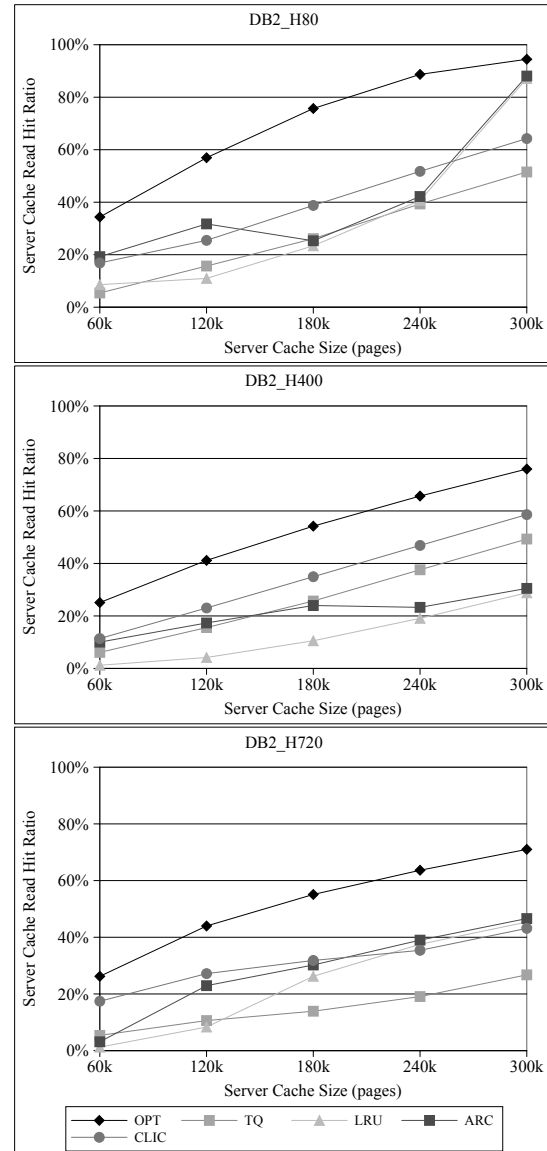 DB2_H80
100%
80%
60%
40%
20%
0%
Server Cache Read Hit Ratio
60k 120k 180k 240k 300k
Server Cache Size (pages)
DB2_H400
100%
80%
60%
40%
20%
0%
Server Cache Read Hit Ratio
60k 120k 180k 240k 300k
Server Cache Size (pages)
DB2_H720
100%
80%
60%
40%
20%
0%
Server Cache Read Hit Ratio
60k 120k 180k 240k 300k
Server Cache Size (pages)
OPT TQ LRU ARC
CLIC